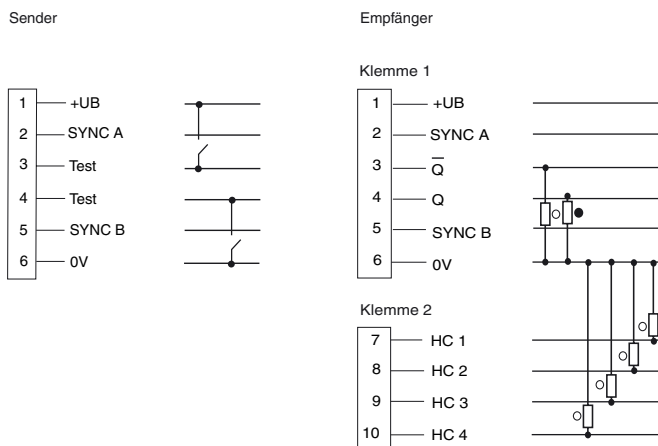 Sender
1 +UB
2 SYNC A
3 Test
4 Test
5 SYNC B
6 0V
Empfänger
Klemme 1
1 +UB
2 SYNC A
3 Q̅
4 Q
5 SYNC B
6 0V
Klemme 2
7 HC 1
8 HC 2
9 HC 3
10 HC 4